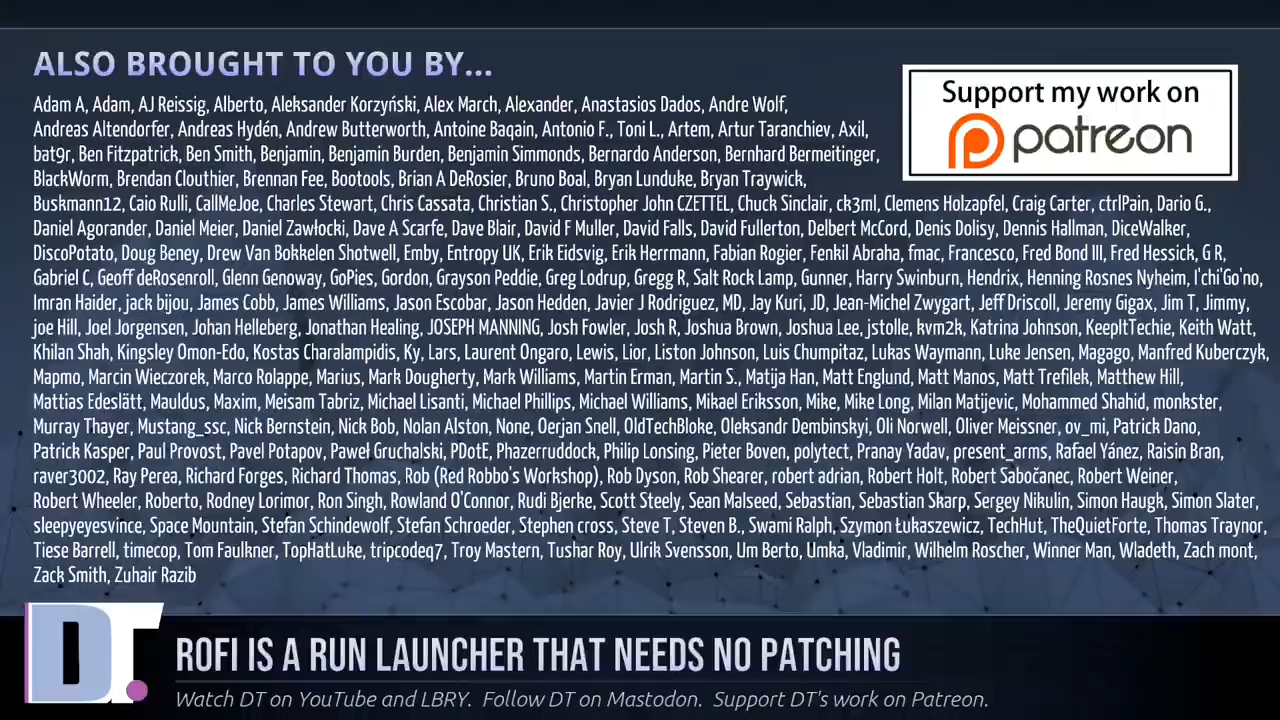 ALSO BROUGHT TO YOU BY...
Support my work on
patreon
Adam A, Adam, AJ Reissig, Alberto, Aleksander Korzyński, Alex March, Alexander, Anastasios Dados, Andre Wolf,
Andreas Altendorfer, Andreas Hydén, Andrew Butterworth, Antoine Baqain, Antonio F., Toni L., Artem, Artur Taranchiev, Axil,
bat9r, Ben Fitzpatrick, Ben Smith, Benjamin, Benjamin Burden, Benjamin Simmonds, Bernardo Anderson, Bernhard Bermeitinger,
BlackWorm, Brendan Clouthier, Brennan Fee, Bootools, Brian A DeRosier, Bruno Boal, Bryan Lunduke, Bryan Traywick,
Buskmann12, Caio Rulli, CallMeJoe, Charles Stewart, Chris Cassata, Christian S., Christopher John CZETTEL, Chuck Sinclair, ck3ml, Clemens Holzapfel, Craig Carter, ctrlPain, Dario G.,
Daniel Agorander, Daniel Meier, Daniel Zawłocki, Dave A Scarfe, Dave Blair, David F Muller, David Falls, David Fullerton, Delbert McCord, Denis Dolisy, Dennis Hallman, DiceWalker,
DiscoPotato, Doug Beney, Drew Van Bokkelen Shotwell, Emby, Entropy UK, Erik Eidsvig, Erik Herrmann, Fabian Rogier, Fenkil Abraha, fmac, Francesco, Fred Bond III, Fred Hessick, G R,
Gabriel C, Geoff deRosenroll, Glenn Genoway, GoPies, Gordon, Grayson Peddie, Greg Lodrup, Gregg R, Salt Rock Lamp, Gunner, Harry Swinburn, Hendrix, Henning Rosnes Nyheim, I'chi'Go'no,
Imran Haider, jack bijou, James Cobb, James Williams, Jason Escobar, Jason Hedden, Javier J Rodriguez, MD, Jay Kuri, JD, Jean-Michel Zwygart, Jeff Driscoll, Jeremy Gigax, Jim T, Jimmy,
joe Hill, Joel Jorgensen, Johan Helleberg, Jonathan Healing, JOSEPH MANNING, Josh Fowler, Josh R, Joshua Brown, Joshua Lee, jstolle, kvm2k, Katrina Johnson, KeepItTechie, Keith Watt,
Khilan Shah, Kingsley Omon-Edo, Kostas Charalampidis, Ky, Lars, Laurent Ongaro, Lewis, Lior, Liston Johnson, Luis Chumpitaz, Lukas Waymann, Luke Jensen, Magago, Manfred Kuberczyk,
Mapmo, Marcin Wieczorek, Marco Rolappe, Marius, Mark Dougherty, Mark Williams, Martin Erman, Martin S., Matija Han, Matt Englund, Matt Manos, Matt Trefilek, Matthew Hill,
Mattias Edeslätt, Mauldus, Maxim, Meisam Tabriz, Michael Lisanti, Michael Phillips, Michael Williams, Mikael Eriksson, Mike, Mike Long, Milan Matijevic, Mohammed Shahid, monkster,
Murray Thayer, Mustang_ssc, Nick Bernstein, Nick Bob, Nolan Alston, None, Oerjan Snell, OldTechBloke, Oleksandr Dembinskyi, Oli Norwell, Oliver Meissner, ov_mi, Patrick Dano,
Patrick Kasper, Paul Provost, Pavel Potapov, Paweł Gruchalski, PDotE, Phazerruddock, Philip Lonsing, Pieter Boven, polytect, Pranay Yadav, present_arms, Rafael Yánez, Raisin Bran,
raver3002, Ray Perea, Richard Forges, Richard Thomas, Rob (Red Robbo's Workshop), Rob Dyson, Rob Shearer, robert adrian, Robert Holt, Robert Sabočanec, Robert Weiner,
Robert Wheeler, Roberto, Rodney Lorimor, Ron Singh, Rowland O'Connor, Rudi Bjerke, Scott Steely, Sean Malseed, Sebastian, Sebastian Skarp, Sergey Nikulin, Simon Haugk, Simon Slater,
sleepyeyesvince, Space Mountain, Stefan Schindewolf, Stefan Schroeder, Stephen cross, Steve T, Steven B., Swami Ralph, Szymon Łukaszewicz, TechHut, TheQuietForte, Thomas Traynor,
Tiese Barrell, timecop, Tom Faulkner, TopHatLuke, tripcodeq7, Troy Mastern, Tushar Roy, Ulrik Svensson, Um Berto, Umka, Vladimir, Wilhelm Roscher, Winner Man, Wladeth, Zach mont,
Zack Smith, Zuhair Razib
DT.
ROFI IS A RUN LAUNCHER THAT NEEDS NO PATCHING
Watch DT on YouTube and LBRY. Follow DT on Mastodon. Support DT's work on Patreon.